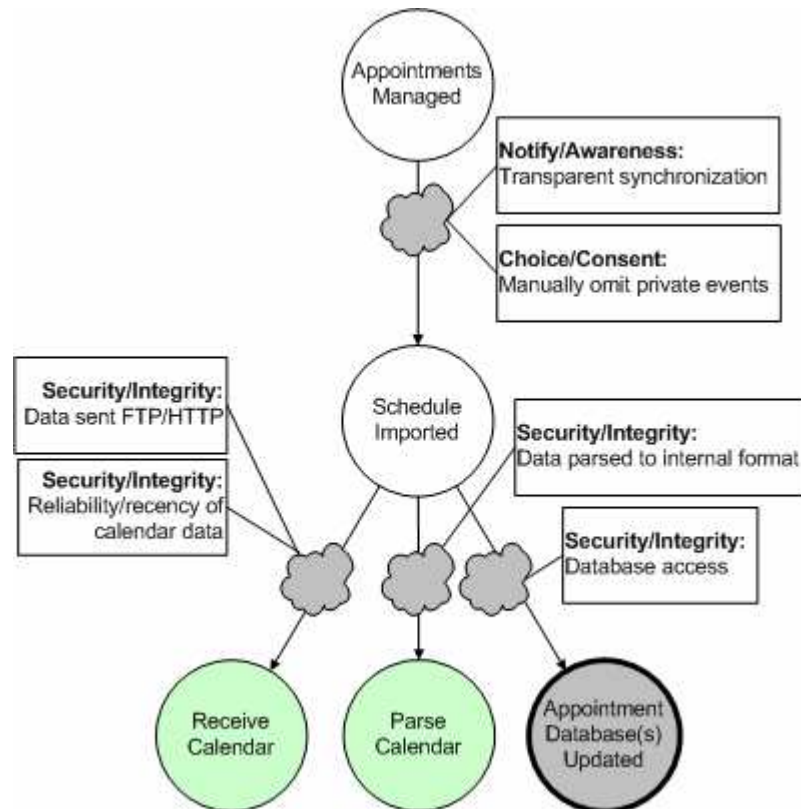 Appointments
Managed
Notify/Awareness:
Transparent synchronization
Choice/Consent:
Manually omit private events
Security/Integrity:
Data sent FTP/HTTP
Security/Integrity:
Reliability/recency of
calendar data
Schedule
Imported
Security/Integrity:
Data parsed to internal format
Security/Integrity:
Database access
Receive
Calendar
Parse
Calendar
Appointment
Database(s)
Updated